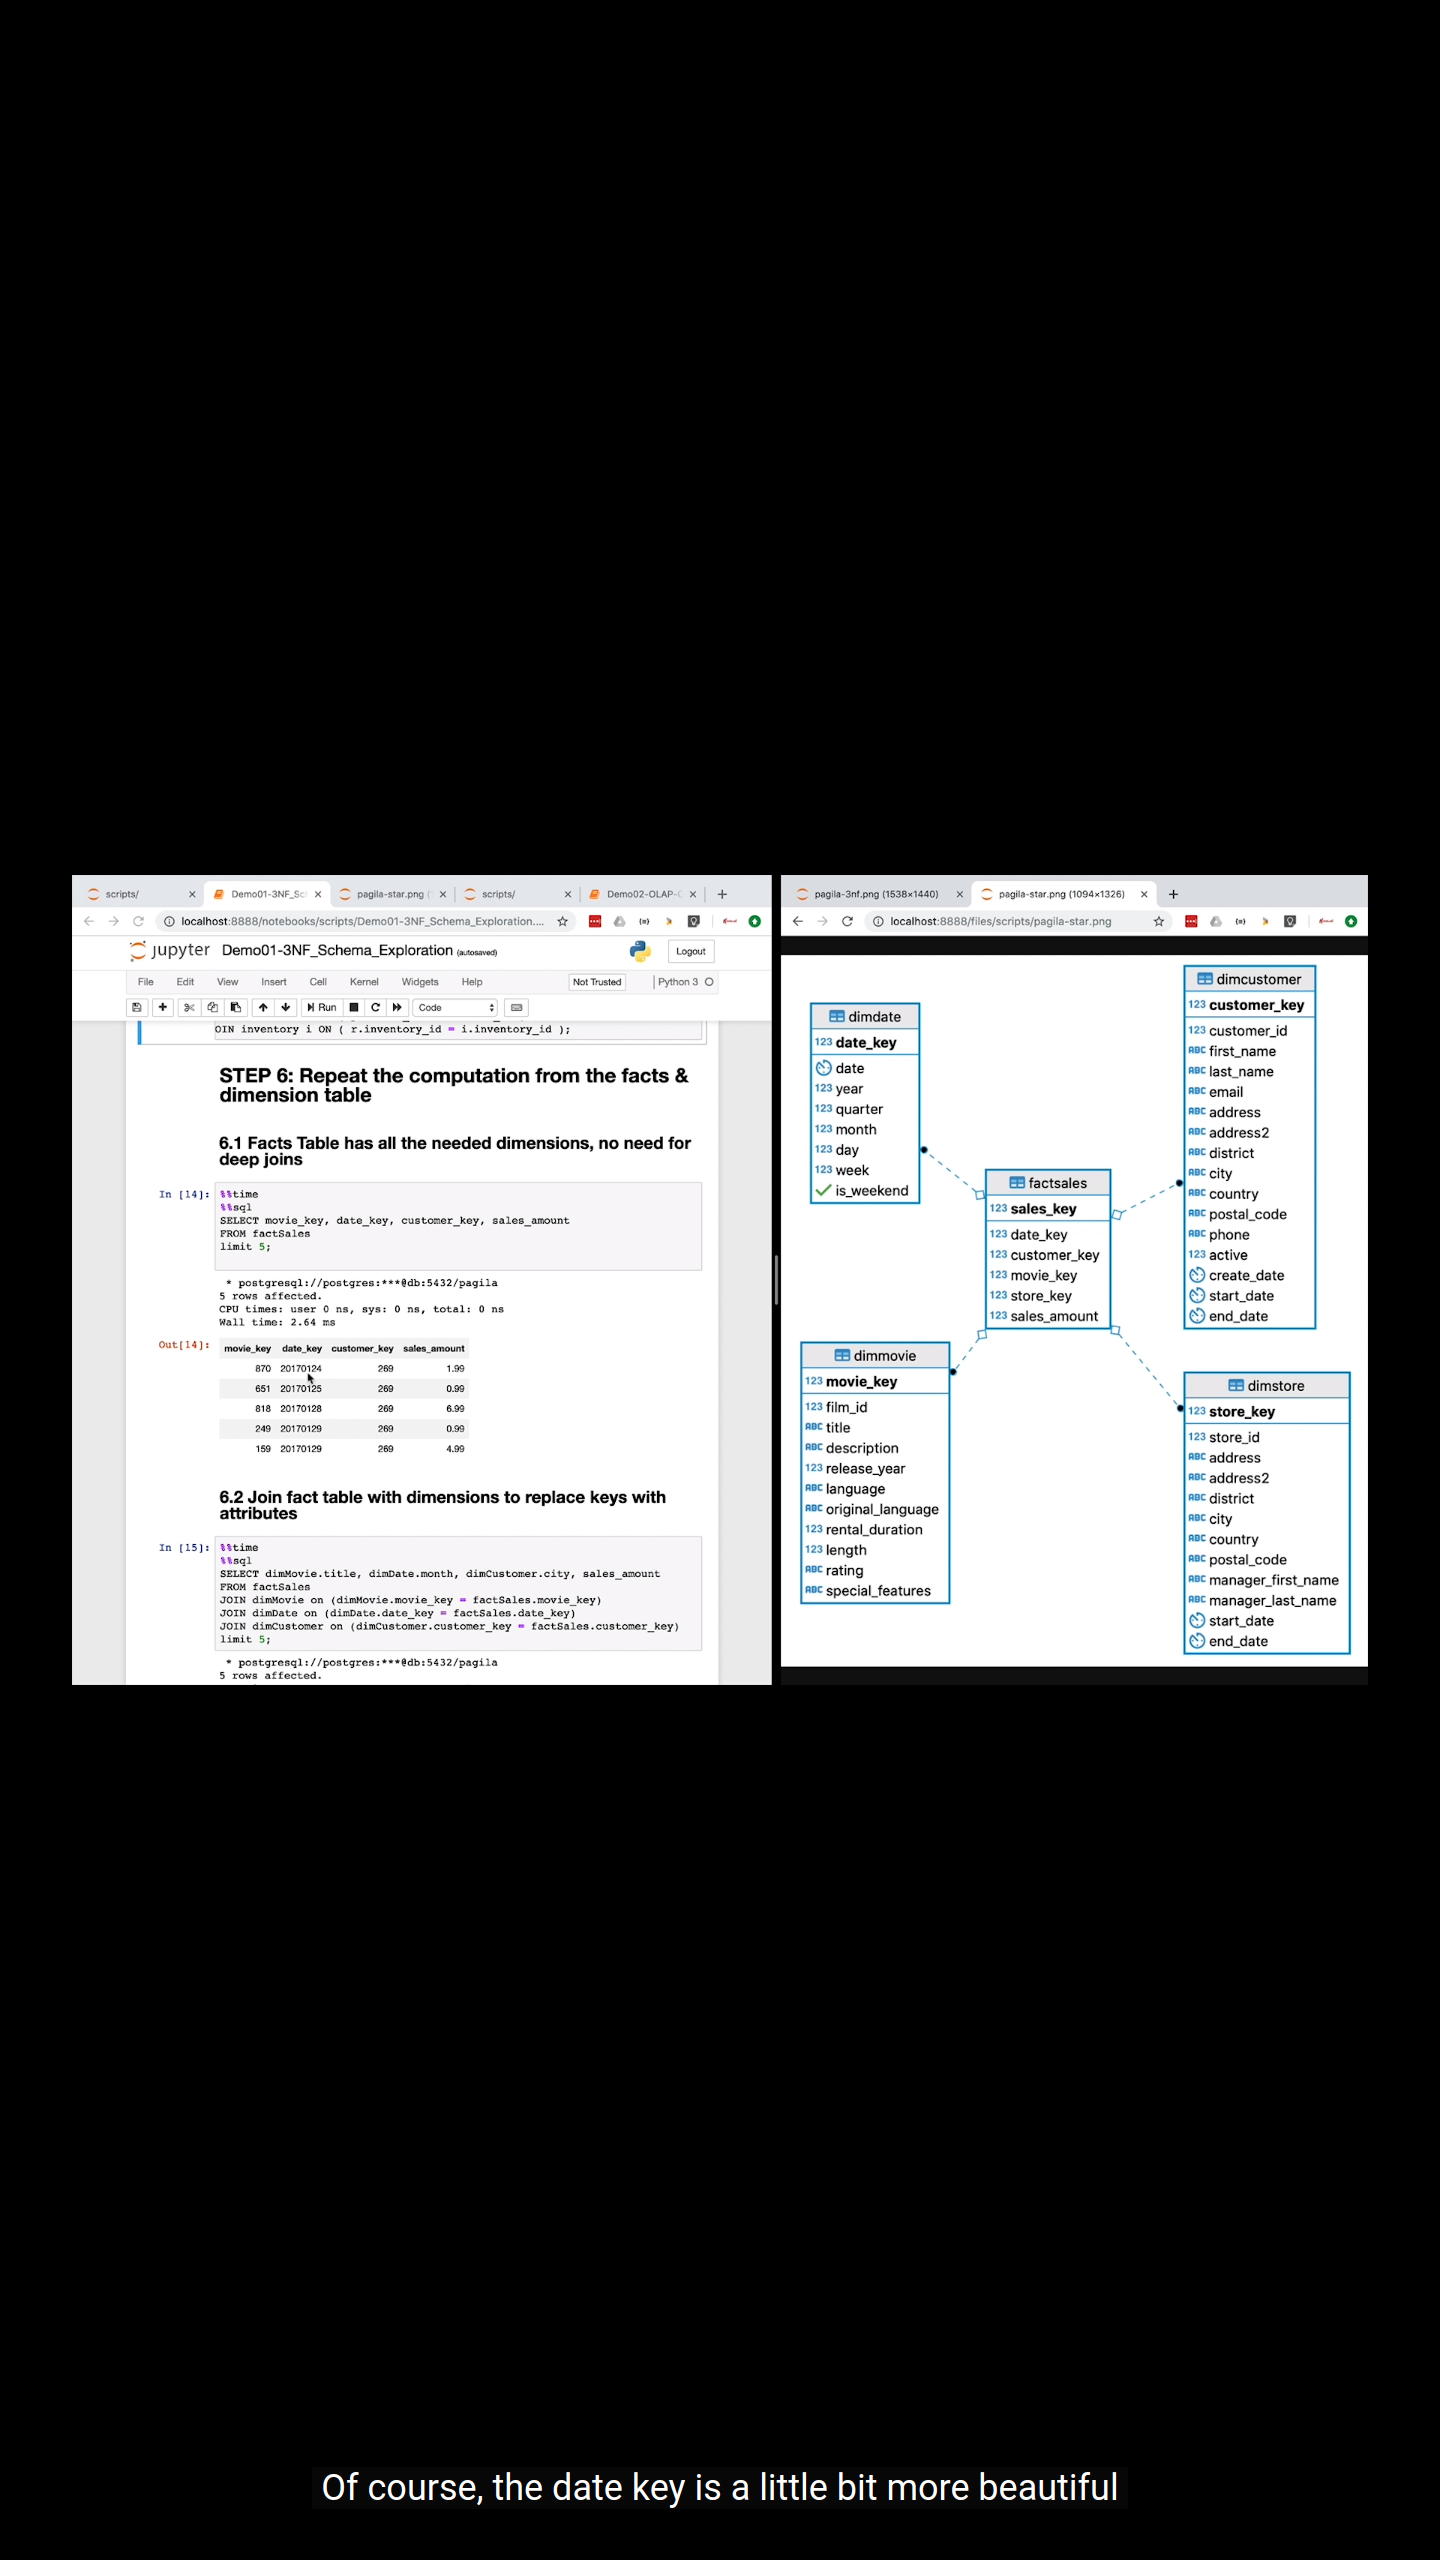 scripts/
Demo01-3NF_Sc
pagila-star.png (
scripts/
Demo02-OLAP-C
localhost:8888/notebooks/scripts/Demo01-3NF_Schema_Exploration....
jupyter Demo01-3NF_Schema_Exploration (autosaved)
Logout
File Edit View Insert Cell Kernel Widgets Help
Not Trusted
Python 3
Run
Code
OIN inventory i ON ( r.inventory_id = i.inventory_id );
STEP 6: Repeat the computation from the facts &
dimension table
6.1 Facts Table has all the needed dimensions, no need for
deep joins
In [14]: %%time
%%sql
SELECT movie_key, date_key, customer_key, sales_amount
FROM factSales
limit 5;
* postgresql://postgres:***@db:5432/pagila
5 rows affected.
CPU times: user 0 ns, sys: 0 ns, total: 0 ns
Wall time: 2.64 ms
Out[14]: movie_key date_key customer_key sales_amount
870 20170124 269 1.99
651 20170125 269 0.99
818 20170128 269 6.99
249 20170129 269 0.99
159 20170129 269 4.99
6.2 Join fact table with dimensions to replace keys with
attributes
In [15]: %%time
%%sql
SELECT dimMovie.title, dimDate.month, dimCustomer.city, sales_amount
FROM factSales
JOIN dimMovie on (dimMovie.movie_key = factSales.movie_key)
JOIN dimDate on (dimDate.date_key = factSales.date_key)
JOIN dimCustomer on (dimCustomer.customer_key = factSales.customer_key)
limit 5;
* postgresql://postgres:***@db:5432/pagila
5 rows affected.
pagila-3nf.png (1538×1440)
pagila-star.png (1094×1326)
localhost:8888/files/scripts/pagila-star.png
dimdate
123 date_key
date
123 year
123 quarter
123 month
123 day
123 week
is_weekend
dimcustomer
123 customer_key
123 customer_id
ABC first_name
ABC last_name
ABC email
ABC address
ABC address2
ABC district
ABC city
ABC country
ABC postal_code
ABC phone
123 active
create_date
start_date
end_date
factsales
123 sales_key
123 date_key
123 customer_key
123 movie_key
123 store_key
123 sales_amount
dimmovie
123 movie_key
123 film_id
ABC title
ABC description
123 release_year
ABC language
ABC original_language
123 rental_duration
123 length
ABC rating
ABC special_features
dimstore
123 store_key
123 store_id
ABC address
ABC address2
ABC district
ABC city
ABC country
ABC postal_code
ABC manager_first_name
ABC manager_last_name
start_date
end_date
Of course, the date key is a little bit more beautiful